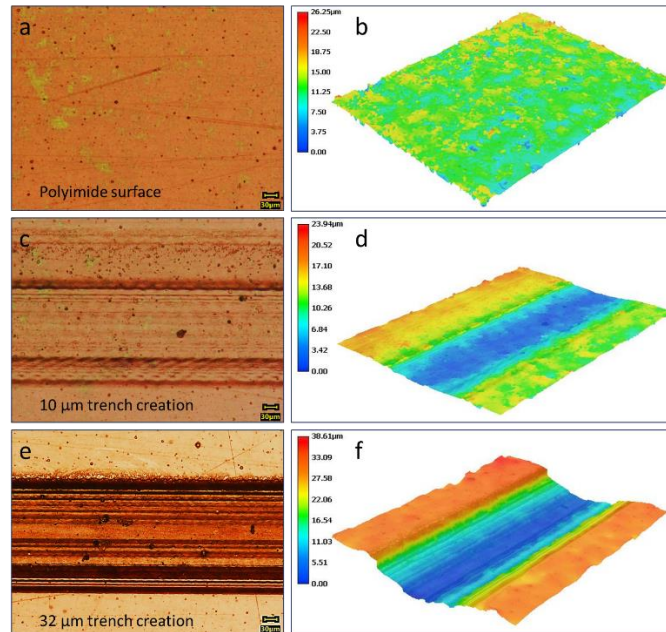 a
Polyimide surface
30μm
b
26.25μm
22.50
18.75
15.00
11.25
7.50
3.75
0.00
c
10 μm trench creation
30μm
d
23.94μm
20.52
17.10
13.68
10.26
6.84
3.42
0.00
e
32 μm trench creation
30μm
f
38.61μm
33.09
27.58
22.06
16.54
11.03
5.51
0.00